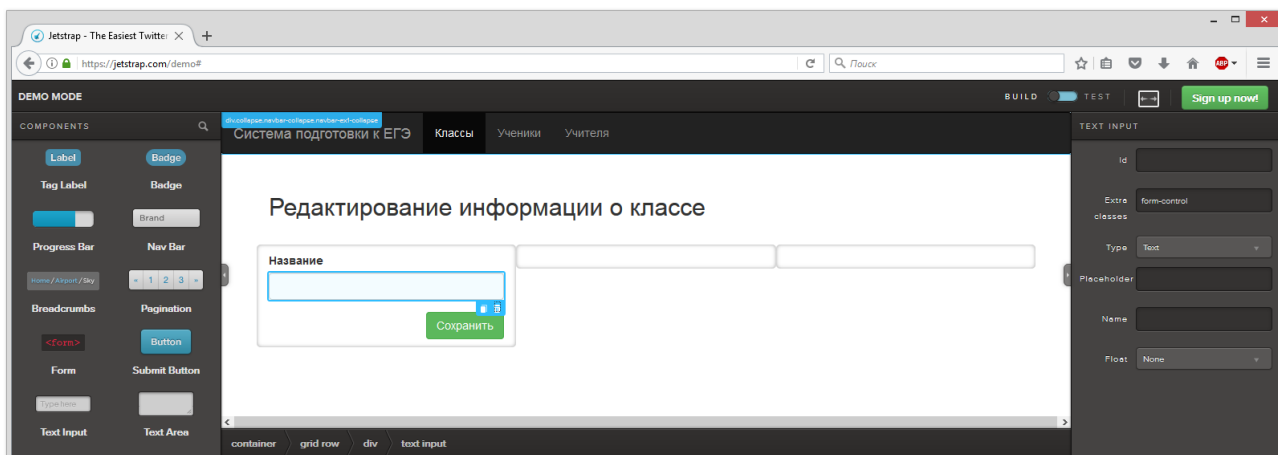 Jetstrap - The Easiest Twitter
https://jetstrap.com/demo#
Поиск
ABP
DEMO MODE
BUILD
TEST
Sign up now!
COMPONENTS
div.collapse.navbar-collapse.navbar-ex1-collapse
Система подготовки к ЕГЭ
Классы
Ученики
Учителя
TEXT INPUT
Label
Badge
Tag Label
Badge
Brand
Progress Bar
Nav Bar
Home / Airport / Sky
« 1 2 3 »
Breadcrumbs
Pagination
<form>
Button
Form
Submit Button
Type here
Text Input
Text Area
Редактирование информации о классе
Название
Сохранить
container
grid row
div
text input
Id
Extra classes
form-control
Type
Text
Placeholder
Name
Float
None